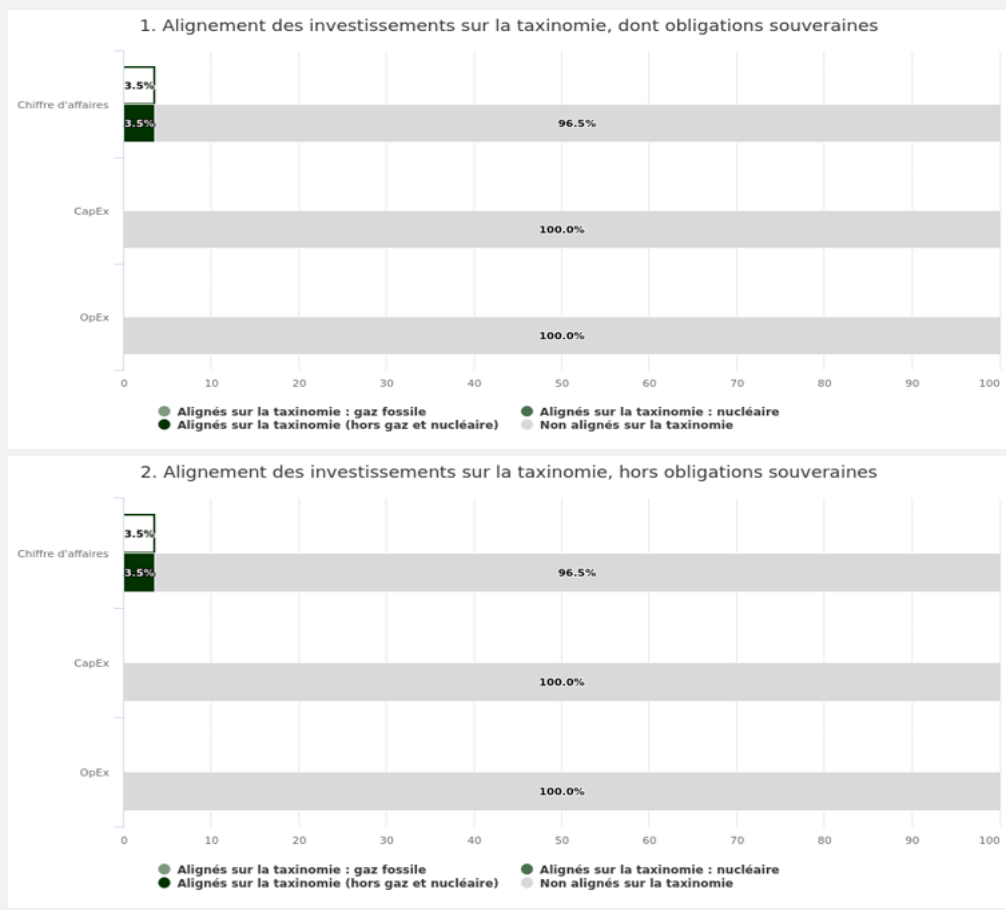 1. Alignement des investissements sur la taxinomie, dont obligations souveraines
3.5%
Chiffre d'affaires
3.5%
96.5%
CapEx
100.0%
OpEx
100.0%
0 10 20 30 40 50 60 70 80 90 100
Alignés sur la taxinomie : gaz fossile
Alignés sur la taxinomie : nucléaire
Alignés sur la taxinomie (hors gaz et nucléaire)
Non alignés sur la taxinomie
2. Alignement des investissements sur la taxinomie, hors obligations souveraines
3.5%
Chiffre d'affaires
3.5%
96.5%
CapEx
100.0%
OpEx
100.0%
0 10 20 30 40 50 60 70 80 90 100
Alignés sur la taxinomie : gaz fossile
Alignés sur la taxinomie : nucléaire
Alignés sur la taxinomie (hors gaz et nucléaire)
Non alignés sur la taxinomie